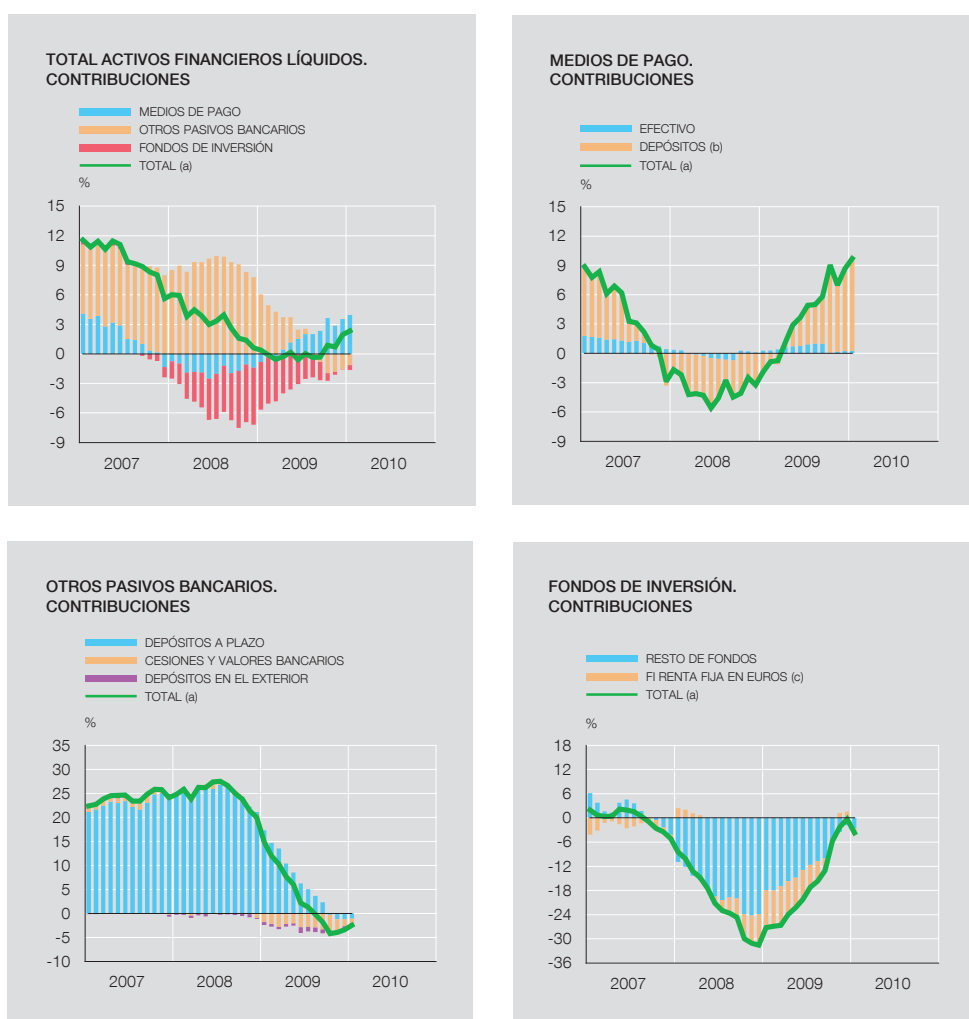 TOTAL ACTIVOS FINANCIEROS LÍQUIDOS.
CONTRIBUCIONES
MEDIOS DE PAGO
OTROS PASIVOS BANCARIOS
FONDOS DE INVERSIÓN
TOTAL (a)
%
15
12
9
6
3
0
-3
-6
-9
2007 2008 2009 2010
MEDIOS DE PAGO.
CONTRIBUCIONES
EFECTIVO
DEPÓSITOS (b)
TOTAL (a)
%
15
12
9
6
3
0
-3
-6
-9
2007 2008 2009 2010
OTROS PASIVOS BANCARIOS.
CONTRIBUCIONES
DEPÓSITOS A PLAZO
CESIONES Y VALORES BANCARIOS
DEPÓSITOS EN EL EXTERIOR
TOTAL (a)
%
35
30
25
20
15
10
5
0
-5
-10
2007 2008 2009 2010
FONDOS DE INVERSIÓN.
CONTRIBUCIONES
RESTO DE FONDOS
FI RENTA FIJA EN EUROS (c)
TOTAL (a)
%
18
12
6
0
-6
-12
-18
-24
-30
-36
2007 2008 2009 2010